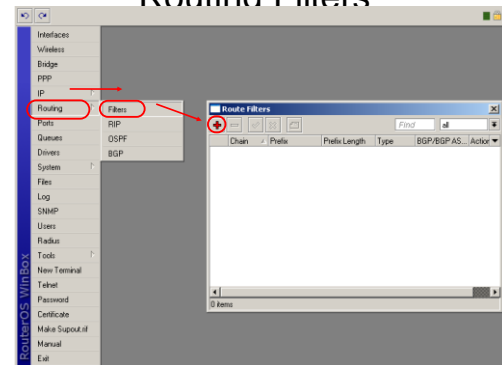 Routing Filters
Interfaces
Wireless
Bridge
PPP
IP
Routing
Ports
Queues
Drivers
System
Files
Log
SNMP
Users
Radius
Tools
New Terminal
Telnet
Password
Certificate
Make Supout.rif
Manual
Exit
RouterOS WinBox
Filters
RIP
OSPF
BGP
Route Filters
Find
all
Chain Prefix Prefix Length Type BGP/BGP AS... Action
0 items